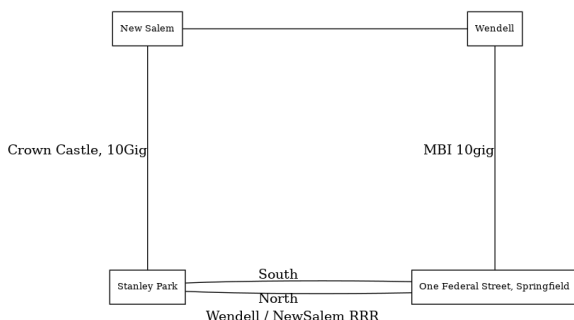 New Salem
Wendell
Crown Castle, 10Gig
MBI 10gig
South
Stanley Park
One Federal Street, Springfield
North
Wendell / NewSalem RRR